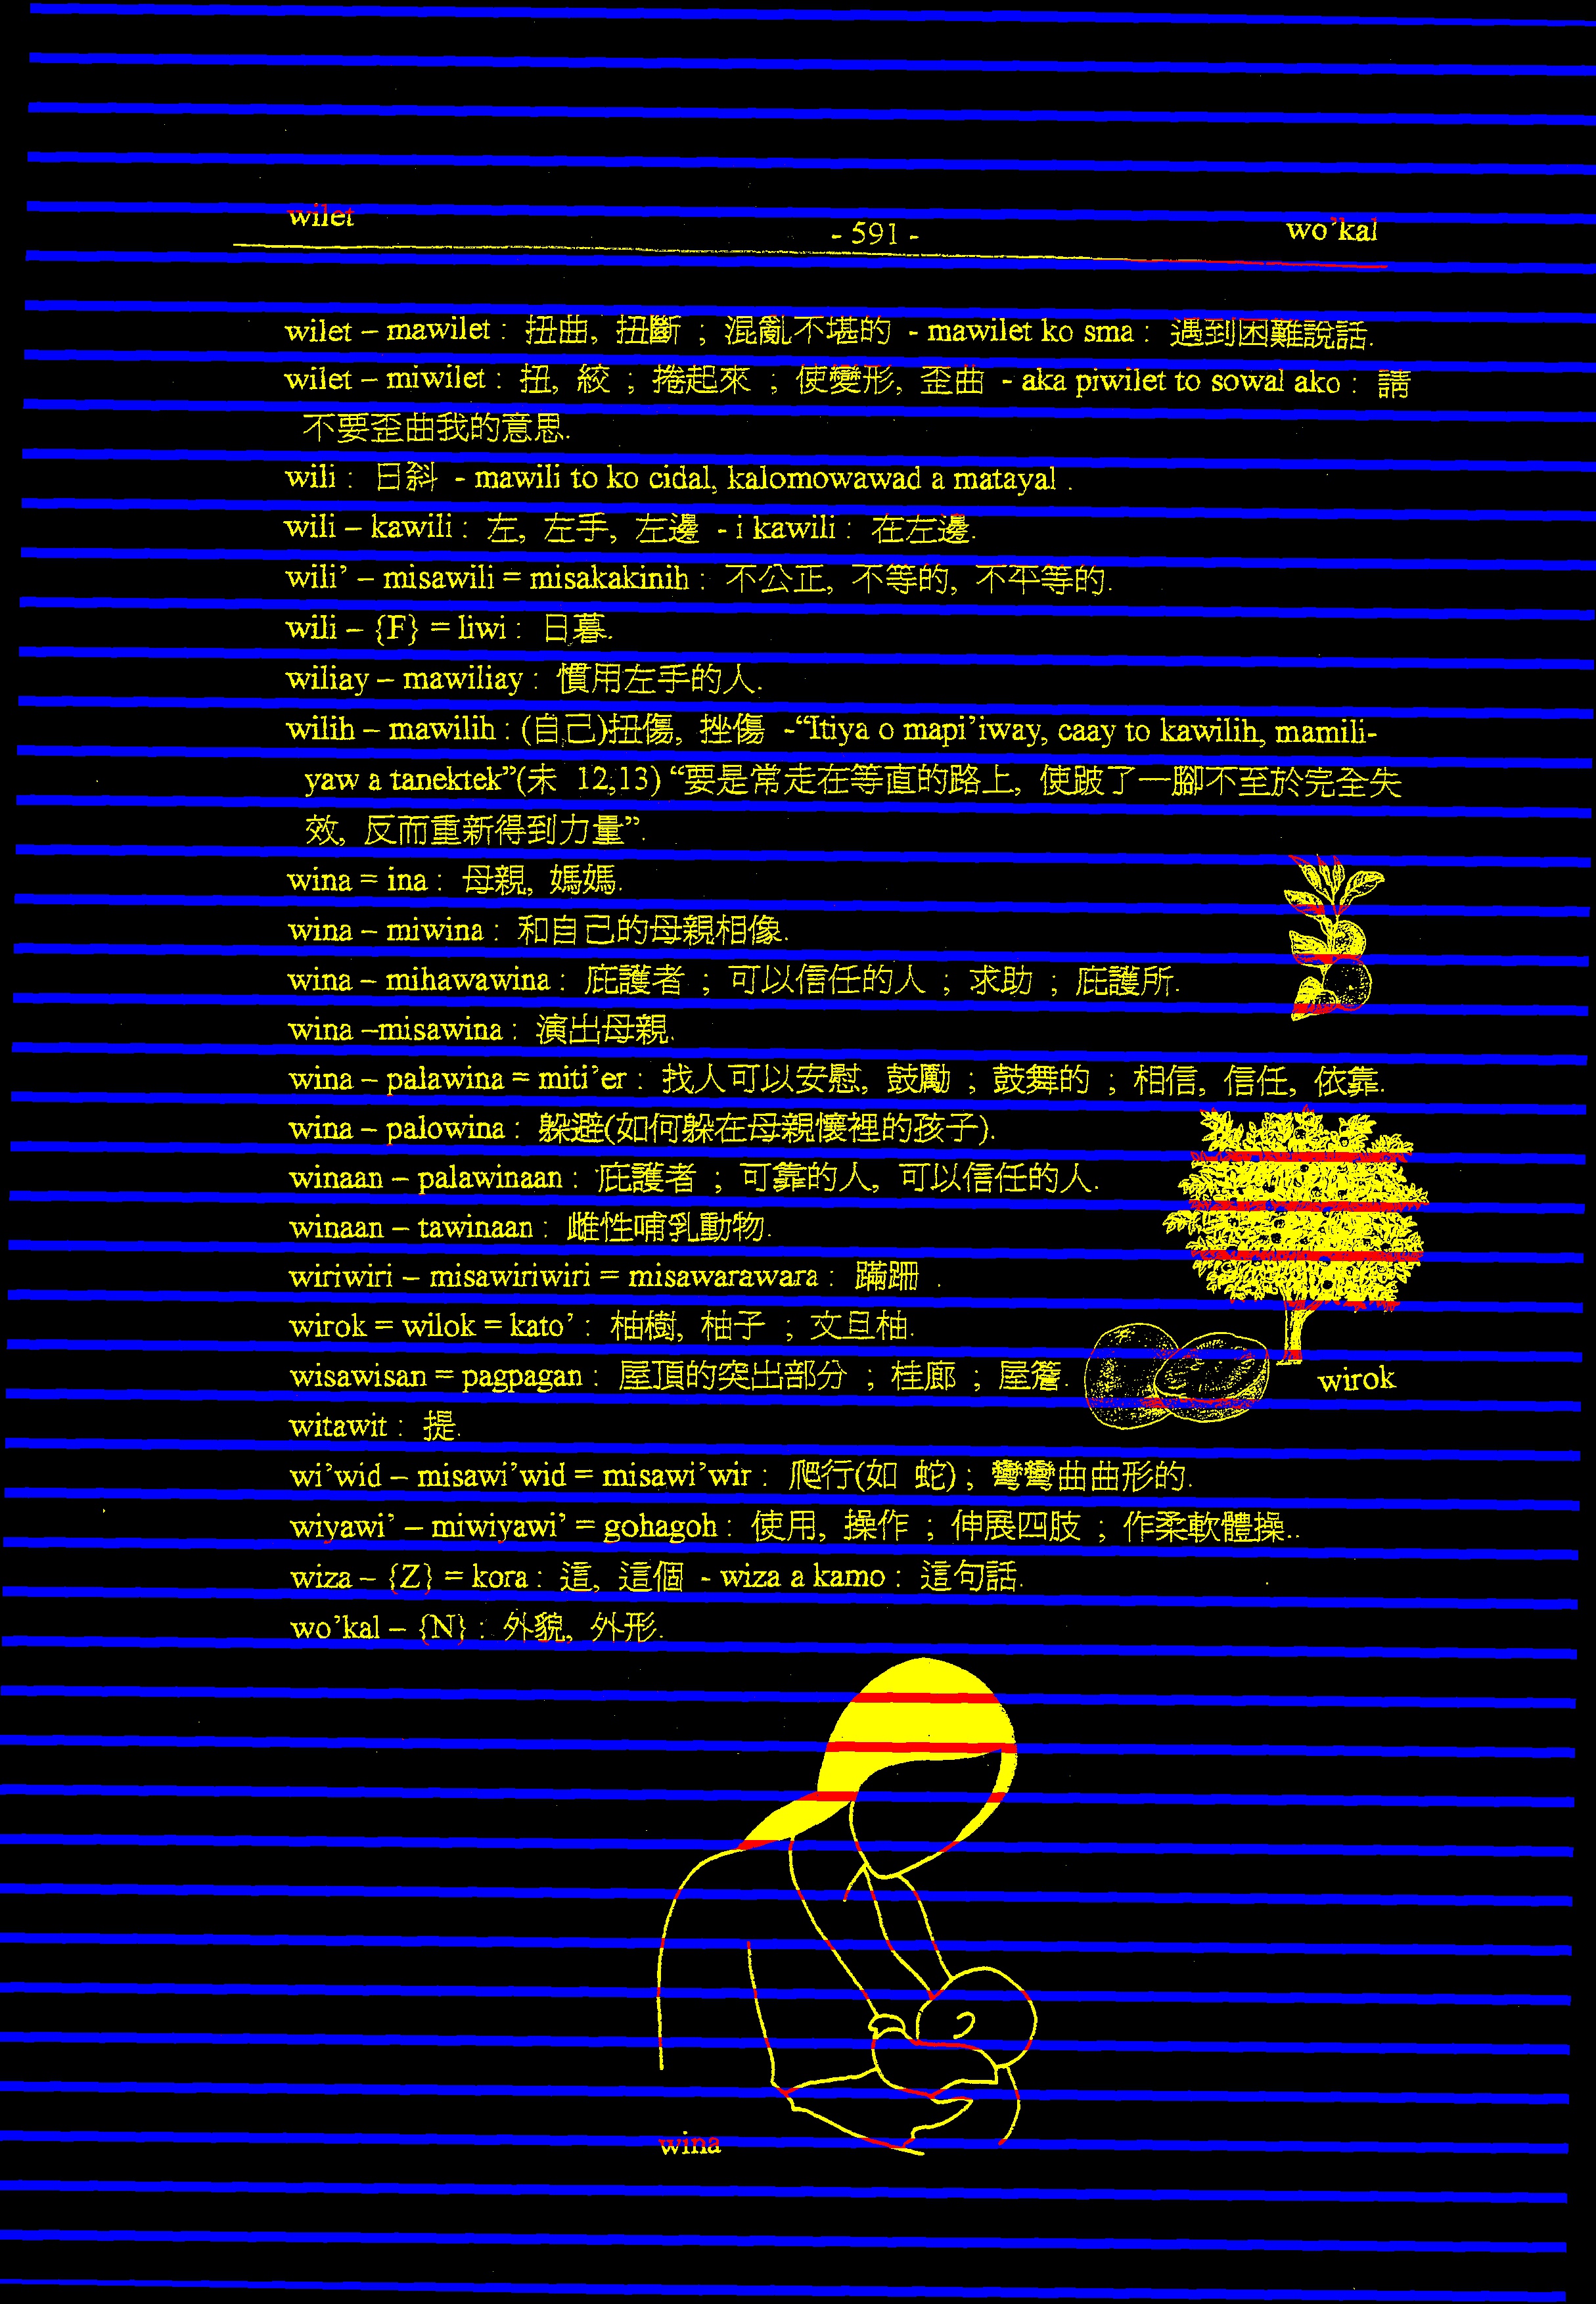 wilet - 591 - wo’kal
wilet – mawilet : 扭曲, 扭斷 ; 混亂不堪的 - mawilet ko sma : 遇到困難說話.
wilet – miwilet : 扭, 絞 ; 捲起來 ; 使變形, 歪曲 - aka piwilet to sowal ako : 請
不要歪曲我的意思.
wili : 日斜 - mawili to ko cidal, kalomowawad a matayal .
wili – kawili : 左, 左手, 左邊 - i kawili : 在左邊.
wili’ – misawili = misakakinih : 不公正, 不等的, 不平等的.
wili – {F} = liwi : 日暮.
wiliay – mawiliay : 慣用左手的人.
wilih – mawilih : (自己)扭傷, 挫傷 -“Itiya o mapi’iway, caay to kawilih, mamili-
yaw a tanektek”(未 12,13) “要是常走在等直的路上, 使跛了一腳不至於完全失
效, 反而重新得到力量”.
wina = ina : 母親, 媽媽.
wina – miwina : 和自己的母親相像.
wina – mihawawina : 庇護者 ; 可以信任的人 ; 求助 ; 庇護所.
wina –misawina : 演出母親.
wina – palawina = miti’er : 找人可以安慰, 鼓勵 ; 鼓舞的 ; 相信, 信任, 依靠.
wina – palowina : 躲避(如何躲在母親懷裡的孩子).
winaan – palawinaan : 庇護者 ; 可靠的人, 可以信任的人.
winaan – tawinaan : 雌性哺乳動物.
wiriwiri – misawiriwiri = misawarawara : 蹣跚 .
wirok = wilok = kato’ : 柚樹, 柚子 ; 文旦柚.
wisawisan = pagpagan : 屋頂的突出部分 ; 桂廊 ; 屋簷.
wirok
witawit : 提.
wi’wid – misawi’wid = misawi’wir : 爬行(如 蛇) ; 彎彎曲曲形的.
wiyawi’ – miwiyawi’ = gohagoh : 使用, 操作 ; 伸展四肢 ; 作柔軟體操..
wiza – {Z} = kora : 這, 這個 - wiza a kamo : 這句話.
wo’kal – {N} : 外貌, 外形.
wina